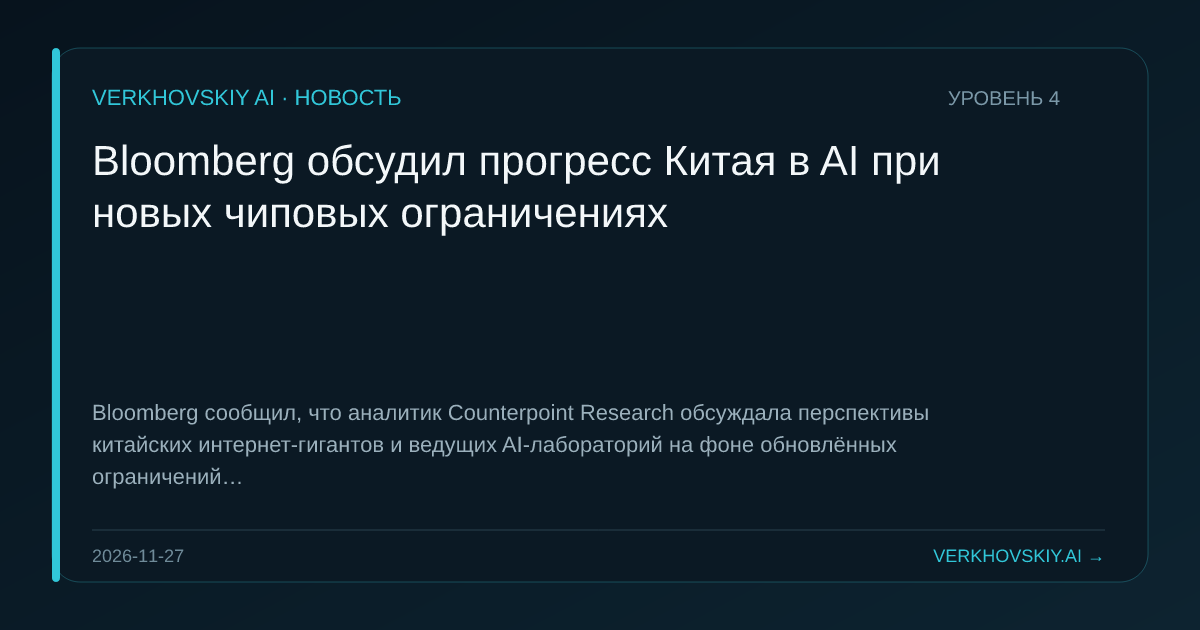 VERKHOVSKIY AI · НОВОСТЬ
УРОВЕНЬ 4
Bloomberg обсудил прогресс Китая в AI при
новых чиповых ограничениях
Bloomberg сообщил, что аналитик Counterpoint Research обсуждала перспективы
китайских интернет-гигантов и ведущих AI-лабораторий на фоне обновлённых
ограничений…
2026-11-27
VERKHOVSKIY.AI →